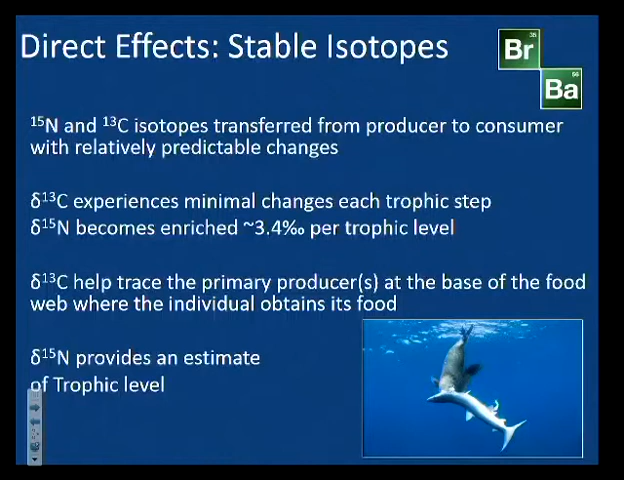 Direct Effects: Stable Isotopes
35
Br
56
Ba
¹⁵N and ¹³C isotopes transferred from producer to consumer
with relatively predictable changes
δ¹³C experiences minimal changes each trophic step
δ¹⁵N becomes enriched ~3.4‰ per trophic level
δ¹³C help trace the primary producer(s) at the base of the food
web where the individual obtains its food
δ¹⁵N provides an estimate
of Trophic level